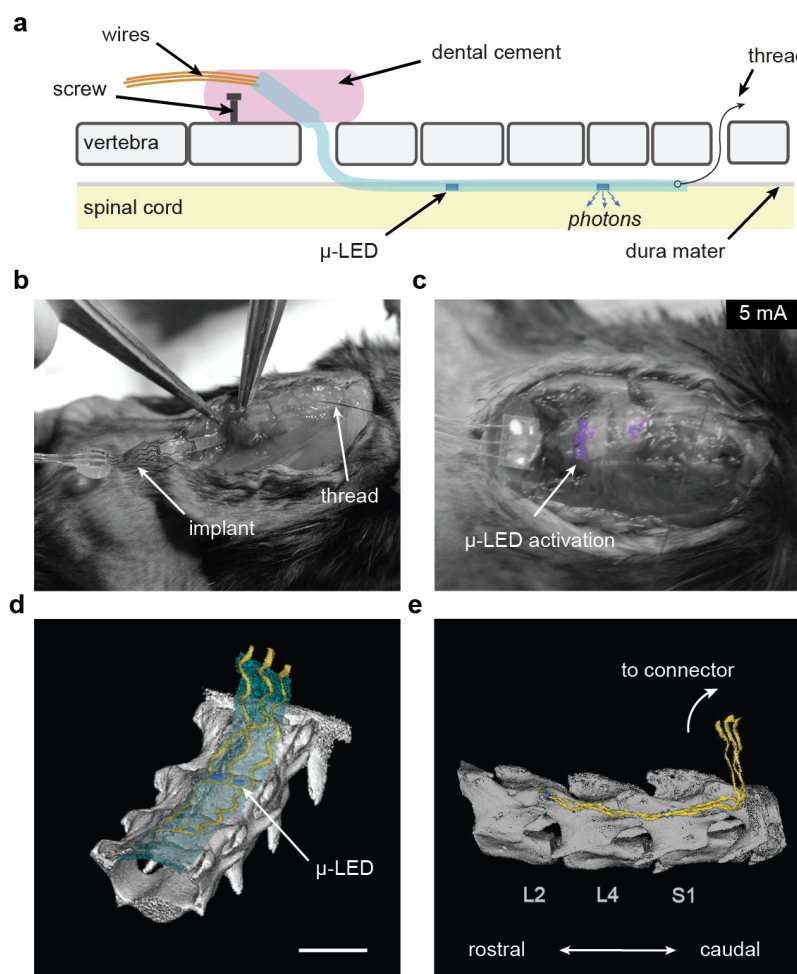 a
wires
dental cement
thread
screw
vertebra
spinal cord
photons
μ-LED
dura mater
b
c
5 mA
thread
implant
μ-LED activation
d
e
to connector
μ-LED
L2 L4 S1
rostral caudal